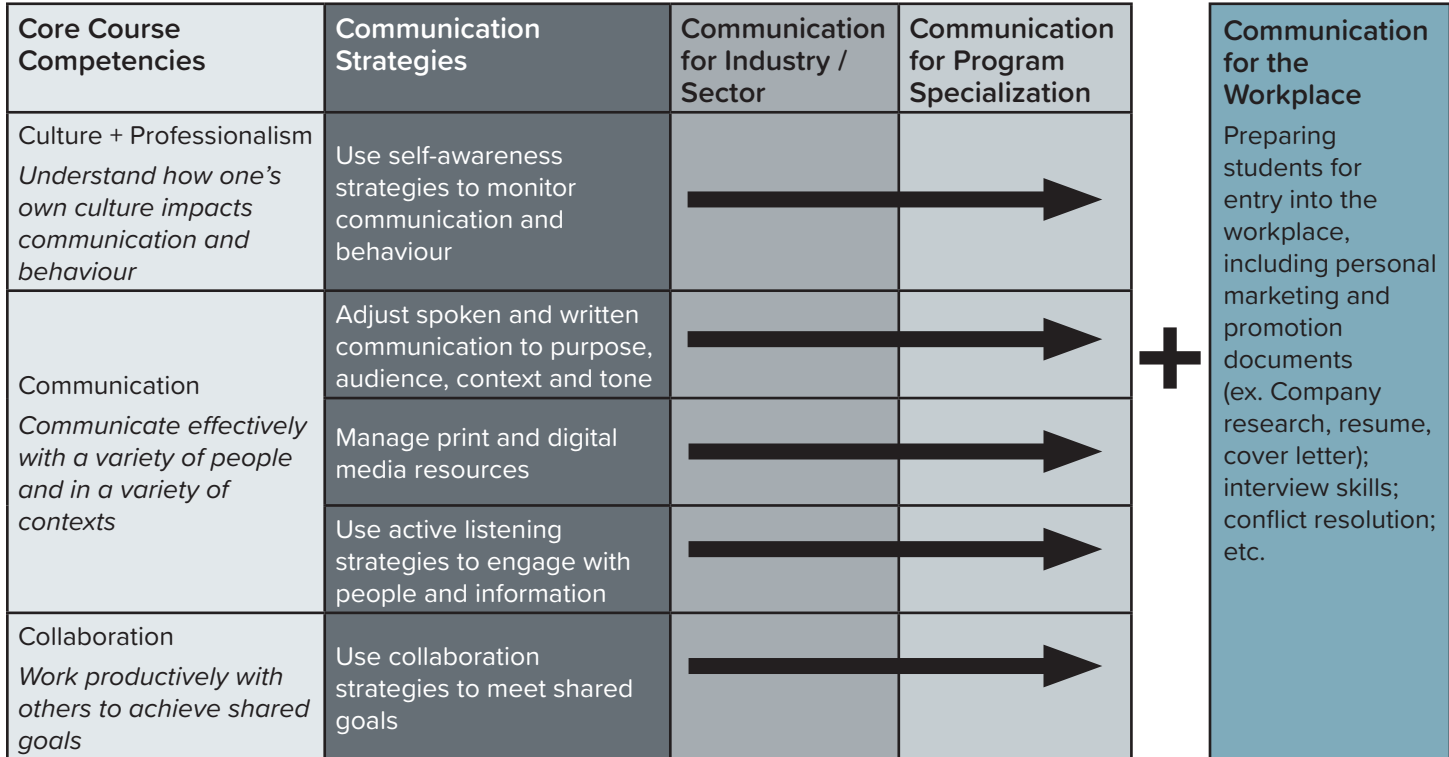 Core Course
Competencies
Communication
Strategies
Communication
for Industry /
Sector
Communication
for Program
Specialization
Culture + Professionalism
Understand how one’s
own culture impacts
communication and
behaviour
Use self-awareness
strategies to monitor
communication and
behaviour
Communication
Communicate effectively
with a variety of people
and in a variety of
contexts
Adjust spoken and written
communication to purpose,
audience, context and tone
Manage print and digital
media resources
Use active listening
strategies to engage with
people and information
Collaboration
Work productively with
others to achieve shared
goals
Use collaboration
strategies to meet shared
goals
+
Communication
for the
Workplace
Preparing
students for
entry into the
workplace,
including personal
marketing and
promotion
documents
(ex. Company
research, resume,
cover letter);
interview skills;
conflict resolution;
etc.